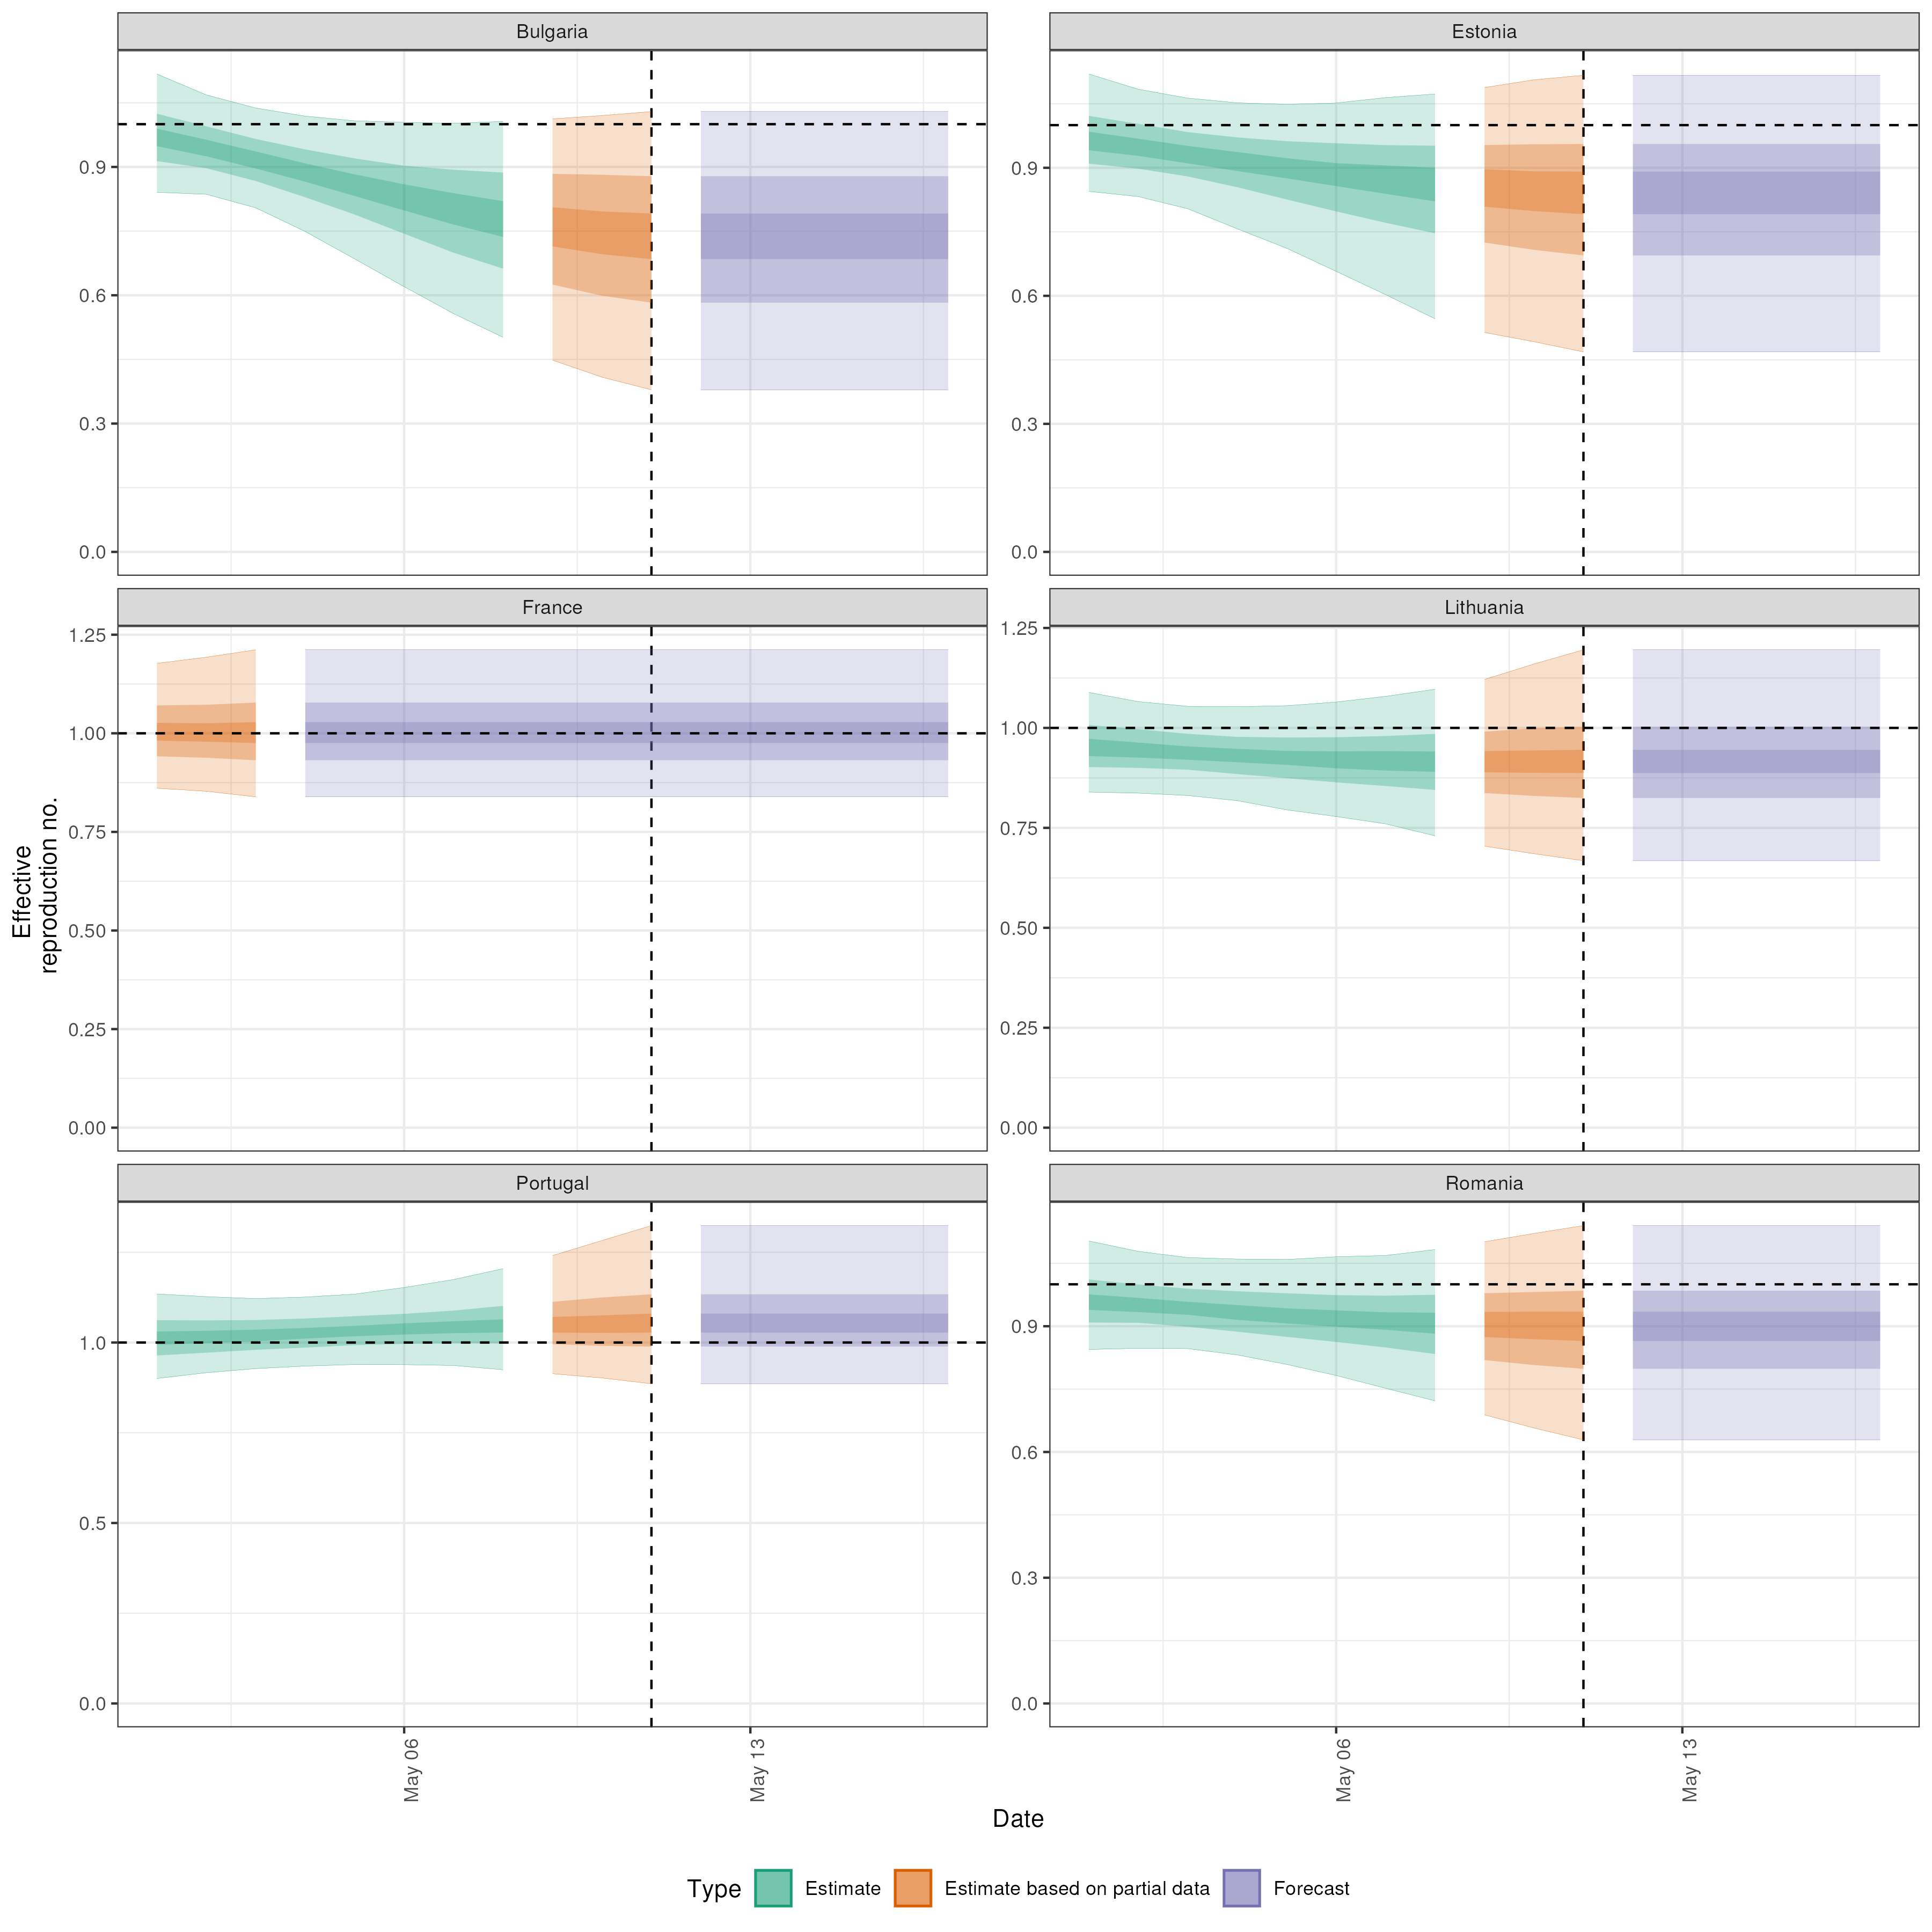 Bulgaria
Estonia
0.9
0.6
0.3
0.0
0.9
0.6
0.3
0.0
France
Lithuania
1.25
1.00
0.75
0.50
0.25
0.00
1.25
1.00
0.75
0.50
0.25
0.00
Effective
reproduction no.
Portugal
Romania
1.0
0.5
0.0
0.9
0.6
0.3
0.0
May 06
May 13
May 06
May 13
Date
Type
Estimate
Estimate based on partial data
Forecast